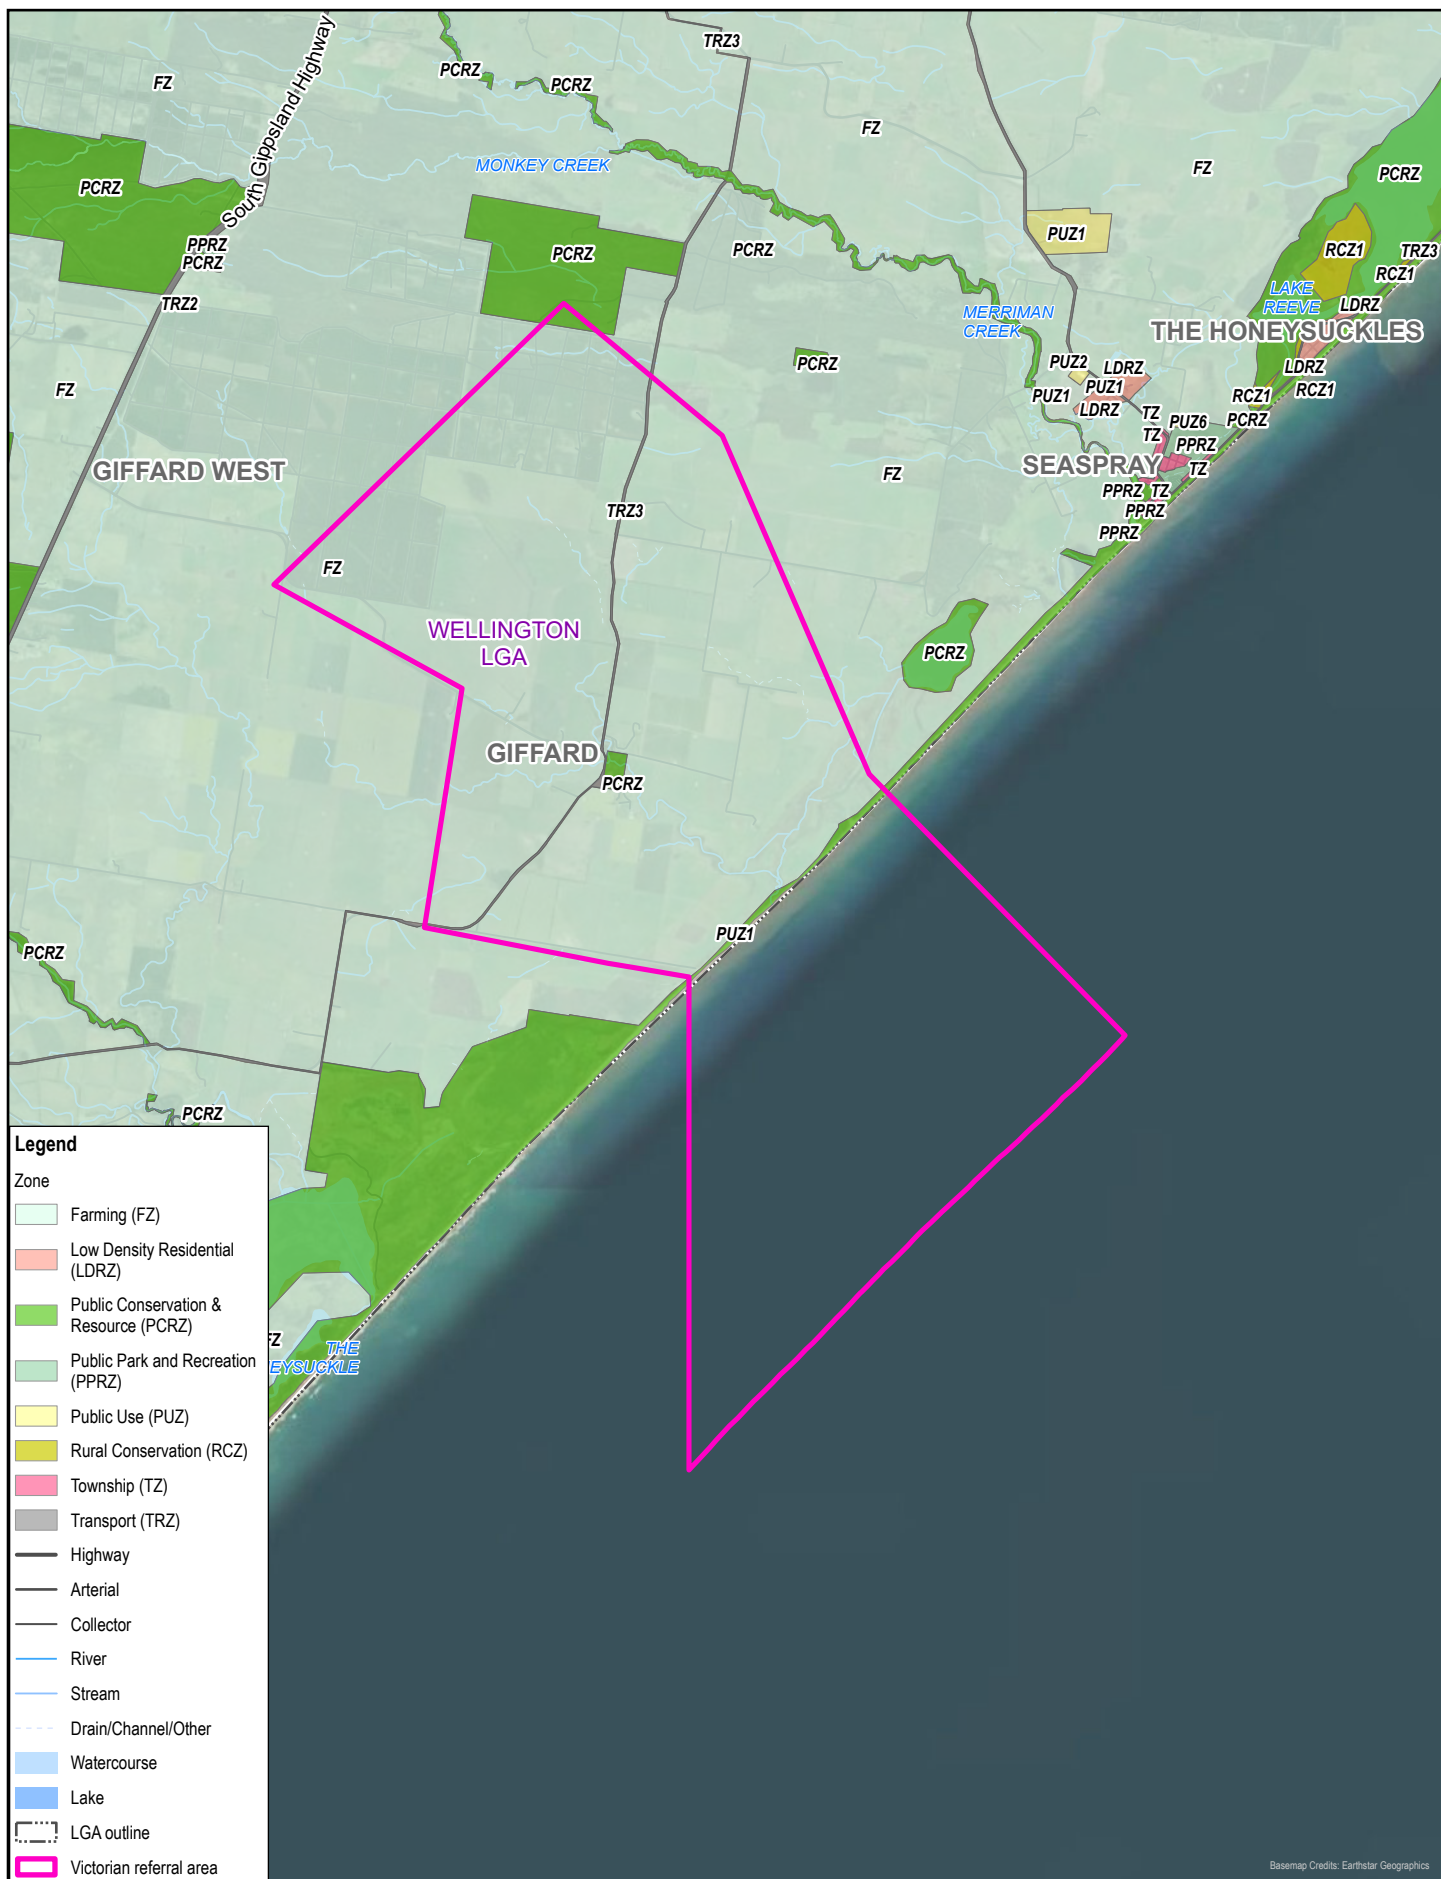 TRZ3
PCRZ
PCRZ
FZ
FZ
South Gippsland Highway
MONKEY CREEK
FZ
PCRZ
PCRZ
PUZ1
PPRZ
PCRZ
PCRZ
PCRZ
RCZ1
TRZ3
RCZ1
LAKE
REEVE
LDRZ
TRZ2
MERRIMAN
CREEK
THE HONEYSUCKLES
PCRZ
PUZ2
LDRZ
PUZ1
PUZ1
LDRZ
LDRZ
RCZ1
RCZ1
FZ
TZ
PUZ6
PCRZ
TZ
PPRZ
GIFFARD WEST
FZ
SEASPRAY
TZ
PPRZ
TZ
PPRZ
PPRZ
TRZ3
FZ
WELLINGTON
LGA
PCRZ
GIFFARD
PCRZ
PUZ1
PCRZ
PCRZ
FZ
THE
EYSUCKLE
Legend
Zone
Farming (FZ)
Low Density Residential
(LDRZ)
Public Conservation &
Resource (PCRZ)
Public Park and Recreation
(PPRZ)
Public Use (PUZ)
Rural Conservation (RCZ)
Township (TZ)
Transport (TRZ)
Highway
Arterial
Collector
River
Stream
Drain/Channel/Other
Watercourse
Lake
LGA outline
Victorian referral area
Basemap Credits: Earthstar Geographics